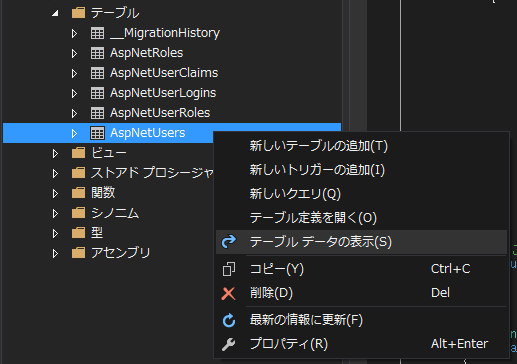 テーブル
__MigrationHistory
AspNetRoles
AspNetUserClaims
AspNetUserLogins
AspNetUserRoles
AspNetUsers
新しいテーブルの追加(T)
ビュー
新しいトリガーの追加(I)
ストアド プロシージャ
新しいクエリ(Q)
関数
テーブル定義を開く(O)
シノニム
型
テーブル データの表示(S)
アセンブリ
コピー(Y) Ctrl+C
削除(D) Del
最新の情報に更新(F)
プロパティ(R) Alt+Enter